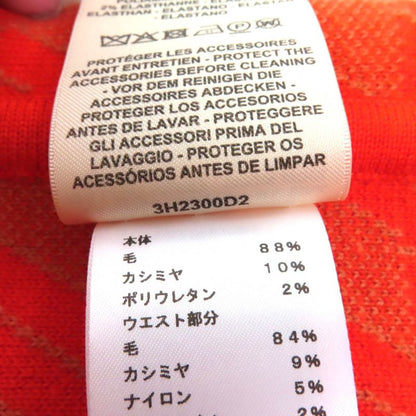 2% ELASTHANNE - ELASTAN
ELASTANE - ELASTANO
PROTÉGER LES ACCESSOIRES
AVANT ENTRETIEN - PROTECT THE
ACCESSORIES BEFORE CLEANING
- VOR DEM REINIGEN DIE
ACCESSOIRES ABDECKEN -
PROTEGER LOS ACCESORIOS
ANTES DE LAVAR - PROTEGGERE
GLI ACCESSORI PRIMA DEL
LAVAGGIO - PROTEGER OS
ACESSÓRIOS ANTES DE LIMPAR
3H2300D2
本体
毛 88%
カシミヤ 10%
ポリウレタン 2%
ウエスト部分
毛 84%
カシミヤ 9%
ナイロン 5%
2%